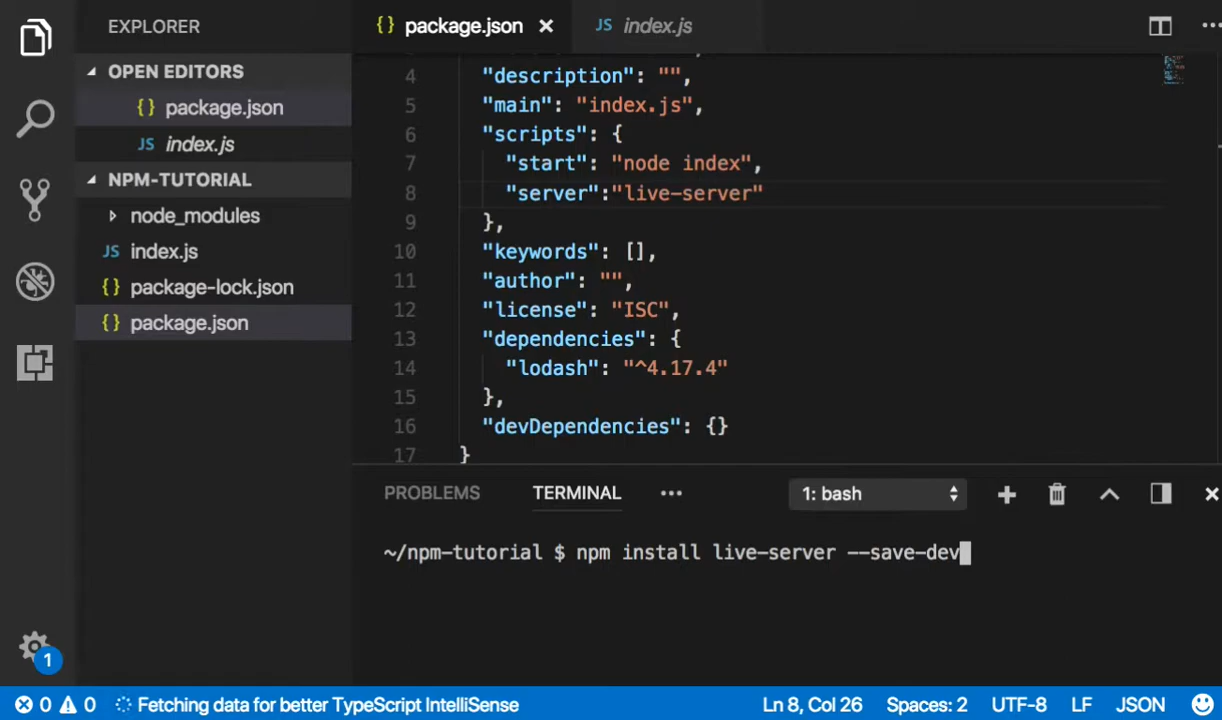 EXPLORER
OPEN EDITORS
{} package.json
JS index.js
NPM-TUTORIAL
node_modules
JS index.js
{} package-lock.json
{} package.json
1
{} package.json ×
JS index.js
4 "description": "",
5 "main": "index.js",
6 "scripts": {
7 "start": "node index",
8 "server":"live-server"
9 },
10 "keywords": [],
11 "author": "",
12 "license": "ISC",
13 "dependencies": {
14 "lodash": "^4.17.4"
15 },
16 "devDependencies": {}
17 }
PROBLEMS TERMINAL ••• 1: bash
~/npm-tutorial $ npm install live-server --save-dev
0 0 Fetching data for better TypeScript IntelliSense Ln 8, Col 26 Spaces: 2 UTF-8 LF JSON